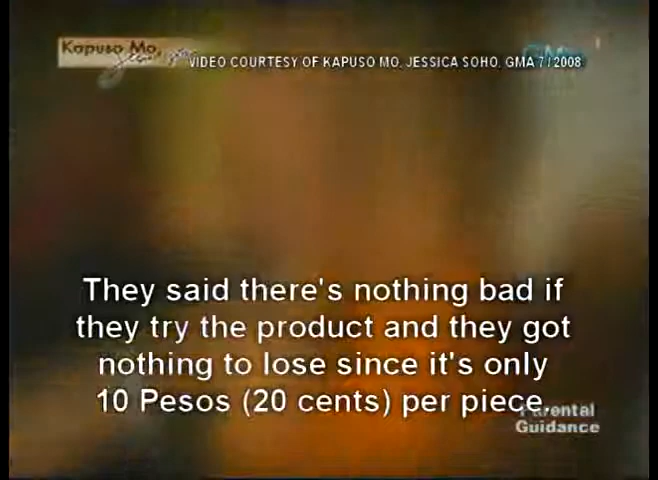 Kapuso Mo,
VIDEO COURTESY OF KAPUSO MO, JESSICA SOHO, GMA 7 / 2008
They said there's nothing bad if
they try the product and they got
nothing to lose since it's only
10 Pesos (20 cents) per piece.
Parental
Guidance